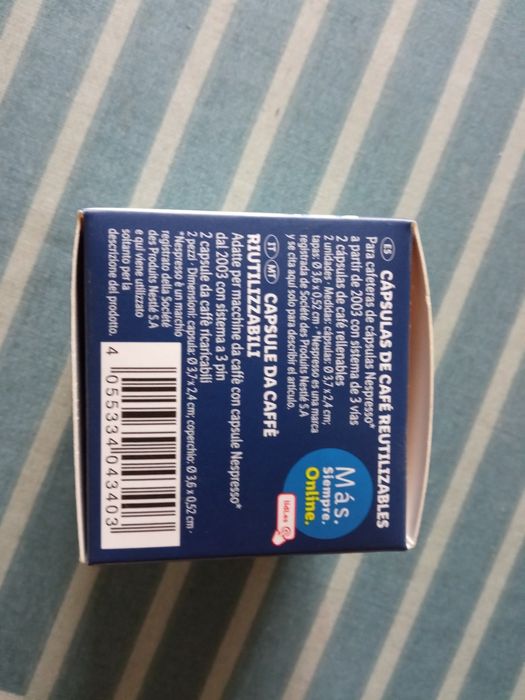 ES CÁPSULAS DE CAFÉ REUTILIZABLES
Para cafeteras de cápsulas Nespresso*
a partir de 2003 con sistema de 3 vías
2 cápsulas de café rellenables
2 unidades · Medidas: cápsulas: Ø 3,7 x 2,4 cm;
tapas: Ø 3,6 x 0,52 cm · *Nespresso es una marca
registrada de Société des Produits Nestlé S.A
y se cita aquí solo para describir el artículo.
IT MT CAPSULE DA CAFFÈ
RIUTILIZZABILI
Adatte per macchine da caffè con capsule Nespresso*
dal 2003 con sistema a 3 pin
2 capsule da caffè ricaricabili
2 pezzi · Dimensioni: capsula: Ø 3,7 x 2,4 cm; coperchio: Ø 3,6 x 0,52 cm ·
*Nespresso è un marchio
registrato della Société
des Produits Nestlé S.A
e qui viene utilizzato
soltanto per la
descrizione del prodotto.
Más.
siempre.
Online.
lidl.es
4 055334 043403